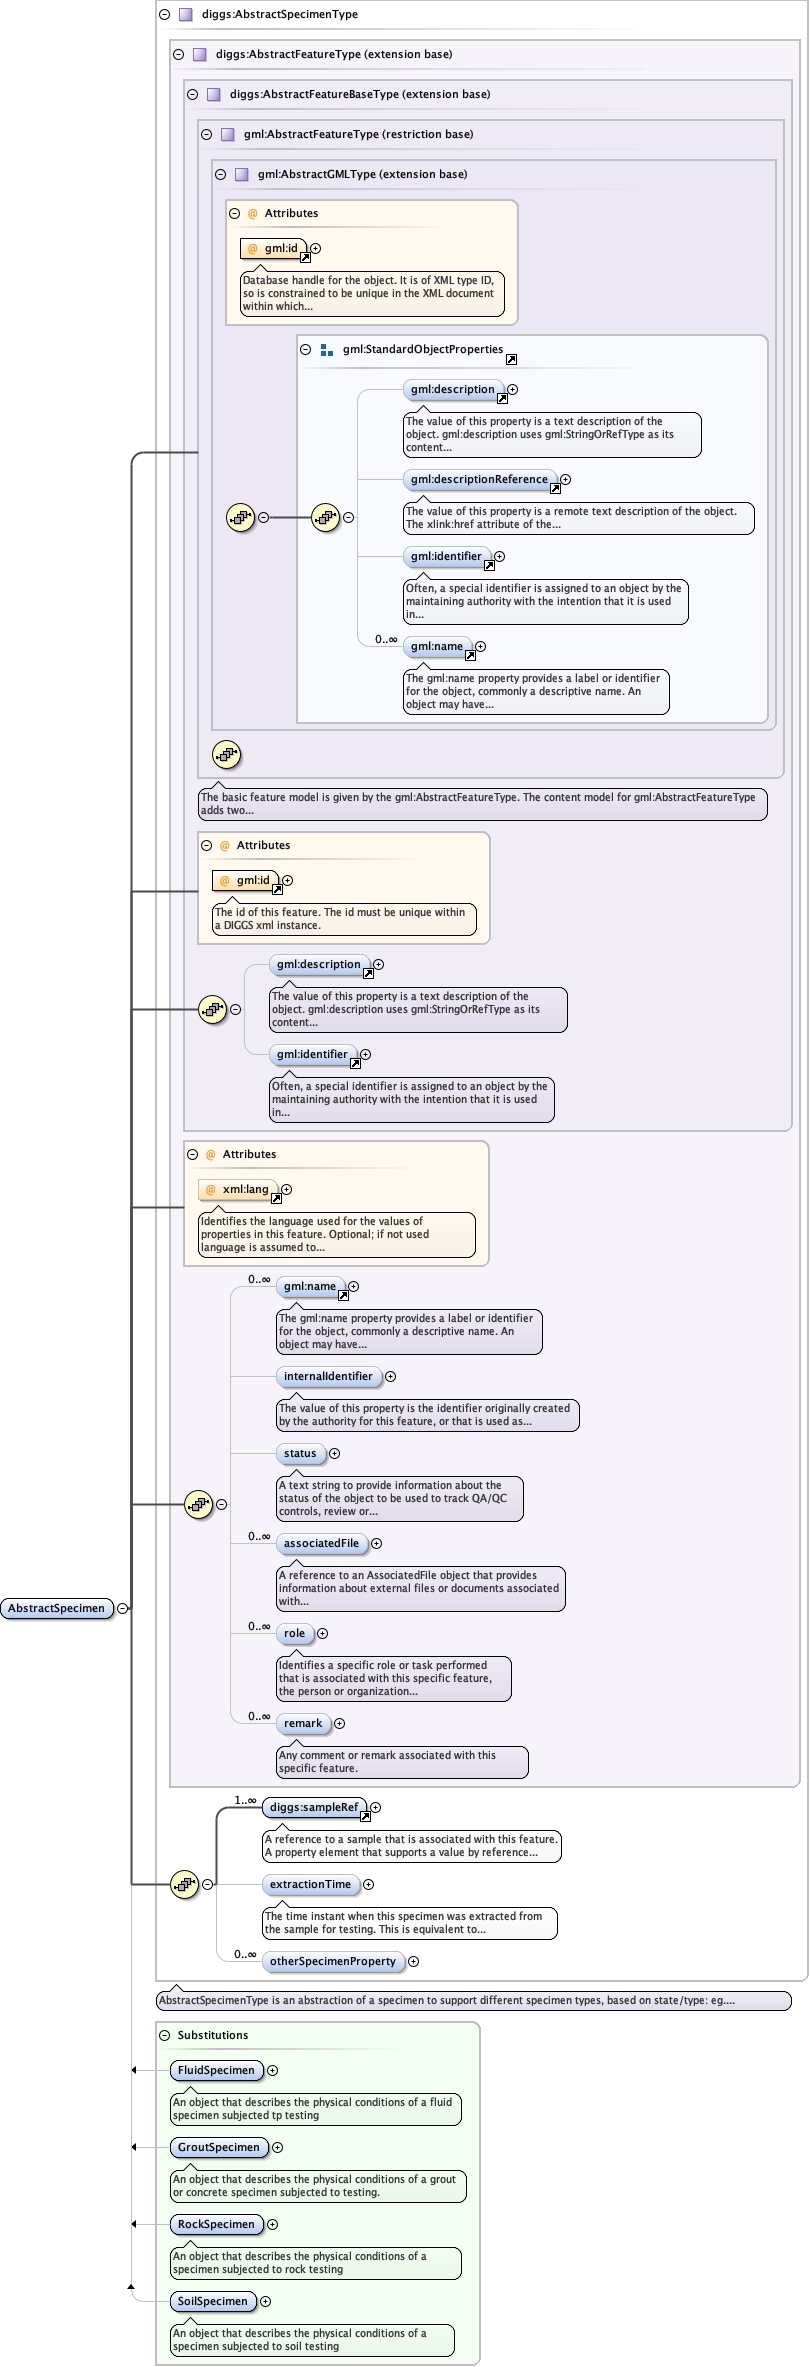 diggs:AbstractSpecimenType
diggs:AbstractFeatureType (extension base)
diggs:AbstractFeatureBaseType (extension base)
gml:AbstractFeatureType (restriction base)
gml:AbstractGMLType (extension base)
@ Attributes
@ gml:id
Database handle for the object. It is of XML type ID,
so is constrained to be unique in the XML document
within which...
gml:StandardObjectProperties
gml:description
The value of this property is a text description of the
object. gml:description uses gml:StringOrRefType as its
content...
gml:descriptionReference
The value of this property is a remote text description of the object.
The xlink:href attribute of the...
gml:identifier
Often, a special identifier is assigned to an object by the
maintaining authority with the intention that it is used
in...
0..∞
gml:name
The gml:name property provides a label or identifier
for the object, commonly a descriptive name. An
object may have...
The basic feature model is given by the gml:AbstractFeatureType. The content model for gml:AbstractFeatureType
adds two...
@ Attributes
@ gml:id
The id of this feature. The id must be unique within
a DIGGS xml instance.
gml:description
The value of this property is a text description of the
object. gml:description uses gml:StringOrRefType as its
content...
gml:identifier
Often, a special identifier is assigned to an object by the
maintaining authority with the intention that it is used
in...
@ Attributes
@ xml:lang
Identifies the language used for the values of
properties in this feature. Optional; if not used
language is assumed to...
0..∞
gml:name
The gml:name property provides a label or identifier
for the object, commonly a descriptive name. An
object may have...
internalIdentifier
The value of this property is the identifier originally created
by the authority for this feature, or that is used as...
status
A text string to provide information about the
status of the object to be used to track QA/QC
controls, review or...
0..∞
associatedFile
A reference to an AssociatedFile object that provides
information about external files or documents associated
with...
AbstractSpecimen
0..∞
role
Identifies a specific role or task performed
that is associated with this specific feature,
the person or organization...
0..∞
remark
Any comment or remark associated with this
specific feature.
1..∞
diggs:sampleRef
A reference to a sample that is associated with this feature.
A property element that supports a value by reference...
extractionTime
The time instant when this specimen was extracted from
the sample for testing. This is equivalent to...
0..∞
otherSpecimenProperty
AbstractSpecimenType is an abstraction of a specimen to support different specimen types, based on state/type: eg....
Substitutions
FluidSpecimen
An object that describes the physical conditions of a fluid
specimen subjected tp testing
GroutSpecimen
An object that describes the physical conditions of a grout
or concrete specimen subjected to testing.
RockSpecimen
An object that describes the physical conditions of a
specimen subjected to rock testing
SoilSpecimen
An object that describes the physical conditions of a
specimen subjected to soil testing